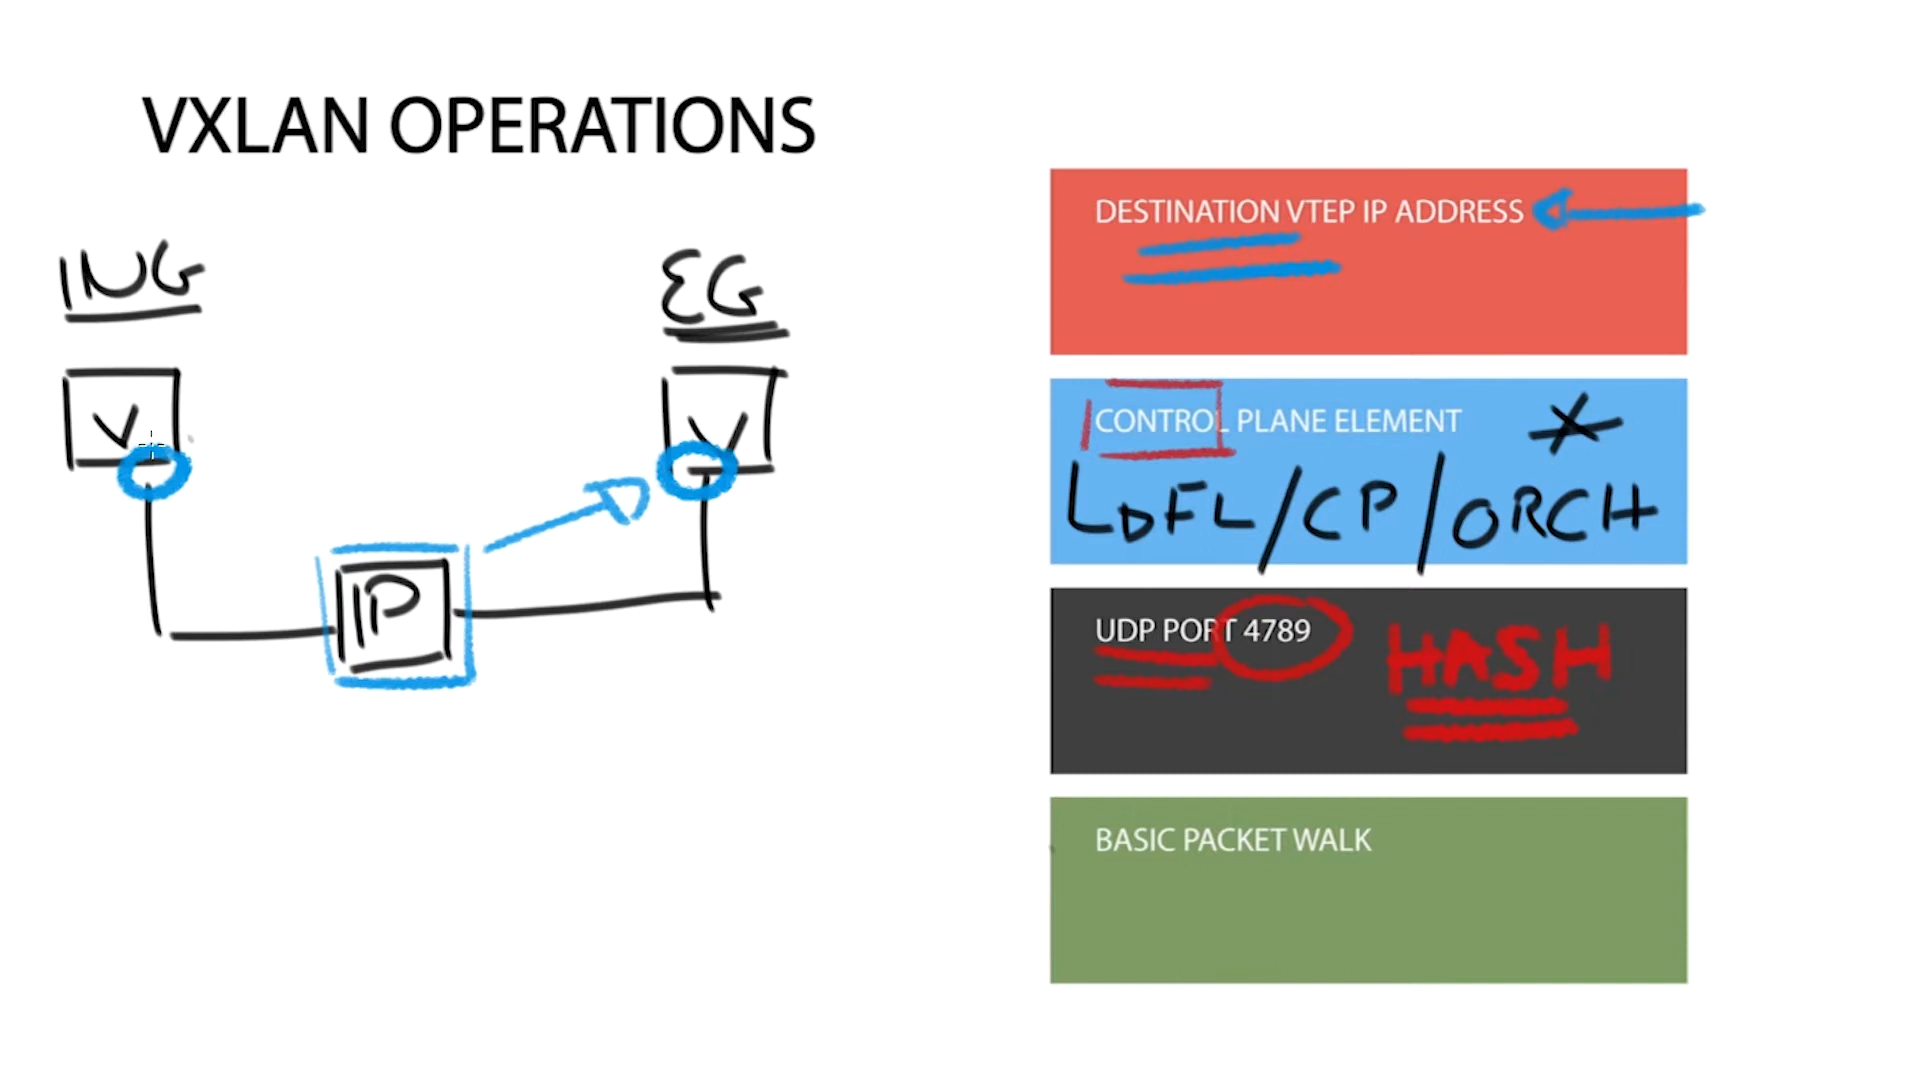 VXLAN OPERATIONS
ING
EG
V
V
IP
DESTINATION VTEP IP ADDRESS
CONTROL PLANE ELEMENT
LDFL/CP/ORCH
UDP PORT 4789
HASH
BASIC PACKET WALK